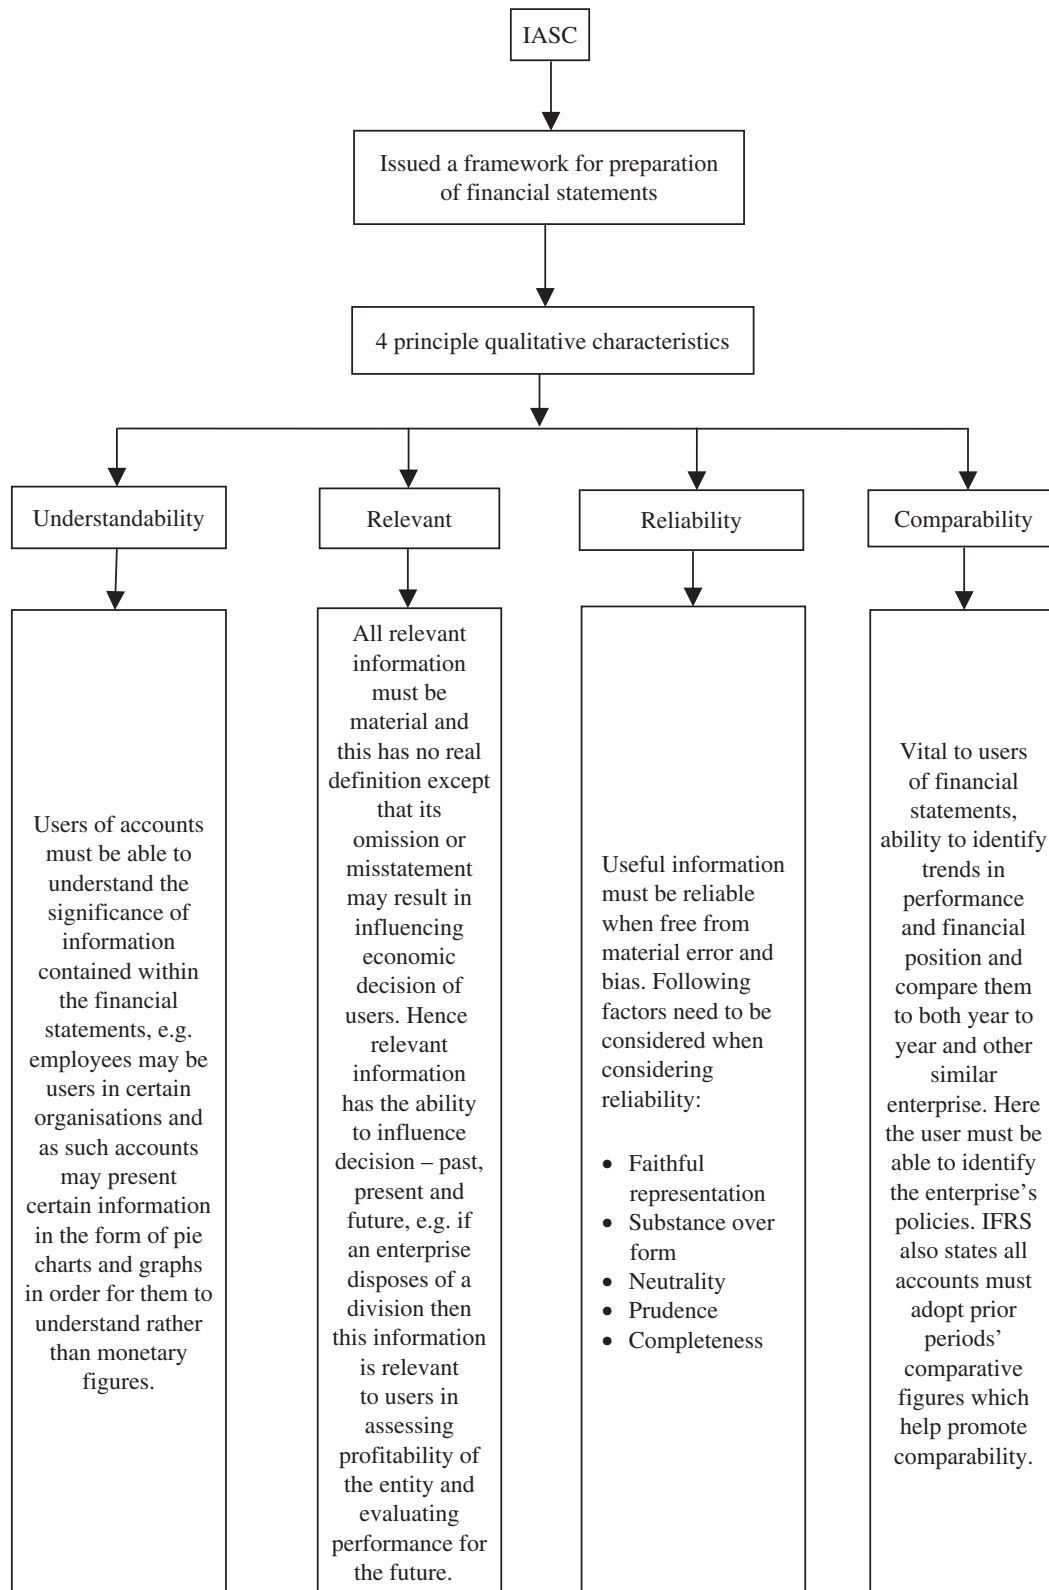 IASC
Issued a framework for preparation
of financial statements
4 principle qualitative characteristics
Understandability
Relevant
Reliability
Comparability
Users of accounts
must be able to
understand the
significance of
information
contained within
the financial
statements, e.g.
employees may be
users in certain
organisations and
as such accounts
may present
certain information
in the form of pie
charts and graphs
in order for them to
understand rather
than monetary
figures.
All relevant
information
must be
material and
this has no real
definition except
that its
omission or
misstatement
may result in
influencing
economic
decision of
users. Hence
relevant
information
has the ability
to influence
decision – past,
present and
future, e.g. if
an enterprise
disposes of a
division then
this information
is relevant
to users in
assessing
profitability of
the entity and
evaluating
performance for
the future.
Useful information
must be reliable
when free from
material error and
bias. Following
factors need to be
considered when
considering
reliability:
• Faithful
representation
• Substance over
form
• Neutrality
• Prudence
• Completeness
Vital to users
of financial
statements,
ability to identify
trends in
performance
and financial
position and
compare them
to both year to
year and other
similar
enterprise. Here
the user must be
able to identify
the enterprise’s
policies. IFRS
also states all
accounts must
adopt prior
periods’
comparative
figures which
help promote
comparability.